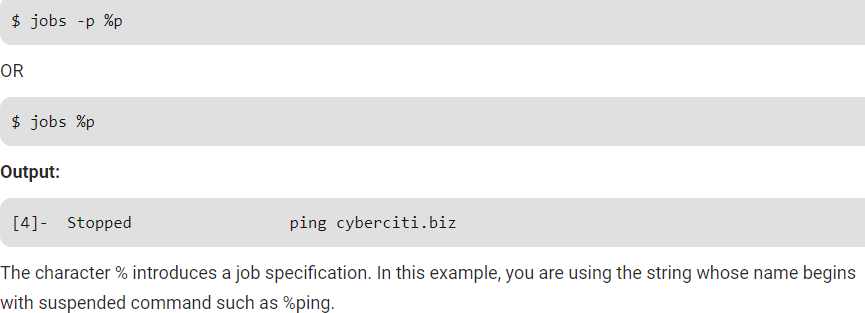 $ jobs -p %p
OR
$ jobs %p
Output:
[4]-  Stopped                 ping cyberciti.biz
The character % introduces a job specification. In this example, you are using the string whose name begins
with suspended command such as %ping.